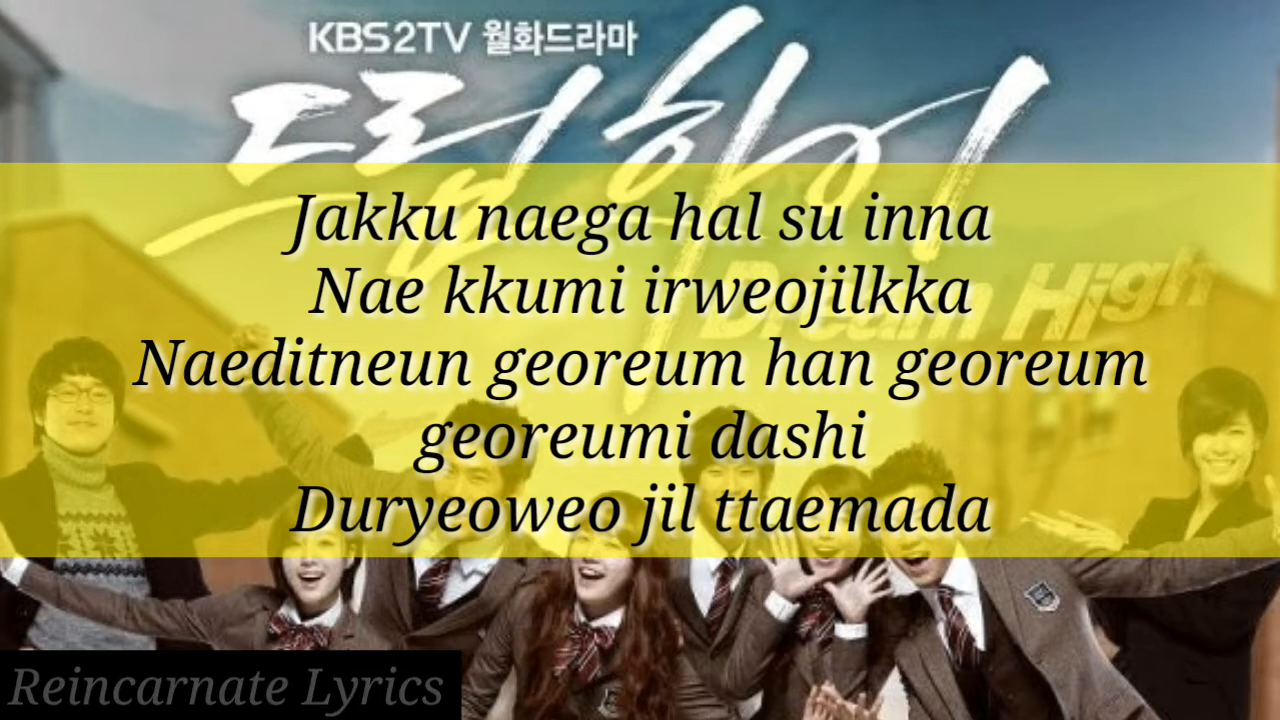 KBS2TV 월화드라마
드림하이
Dream High
Jakku naega hal su inna
Nae kkumi irweojilkka
Naeditneun georeum han georeum
georeumi dashi
Duryeoweo jil ttaemada
Reincarnate Lyrics